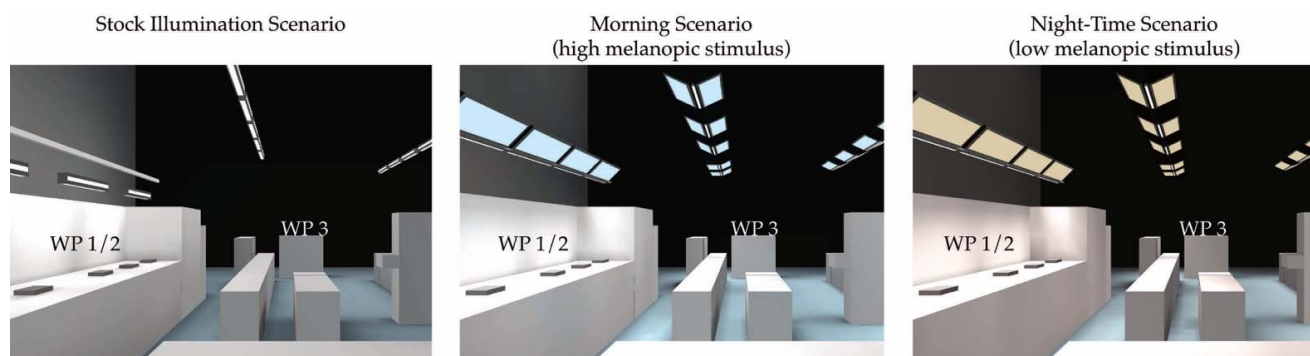 Stock Illumination Scenario
Morning Scenario
(high melanopic stimulus)
Night-Time Scenario
(low melanopic stimulus)
WP 1/2
WP 3
WP 1/2
WP 3
WP 1/2
WP 3